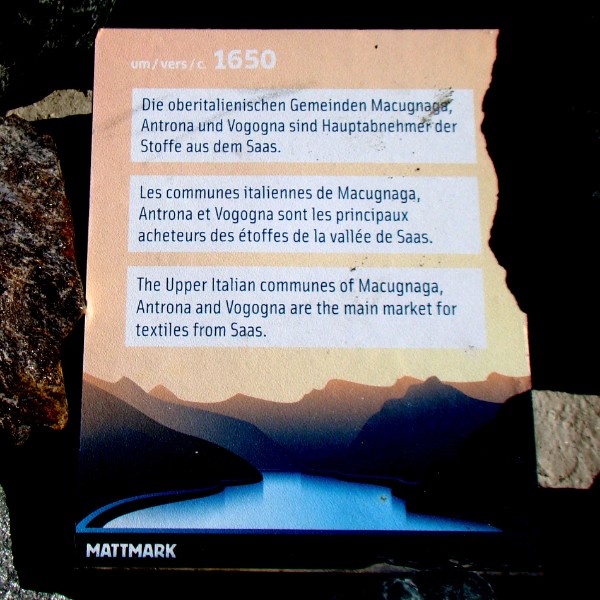 um / vers / c. 1650
Die oberitalienischen Gemeinden Macugnaga,
Antrona und Vogogna sind Hauptabnehmer der
Stoffe aus dem Saas.
Les communes italiennes de Macugnaga,
Antrona et Vogogna sont les principaux
acheteurs des étoffes de la vallée de Saas.
The Upper Italian communes of Macugnaga,
Antrona and Vogogna are the main market for
textiles from Saas.
MATTMARK